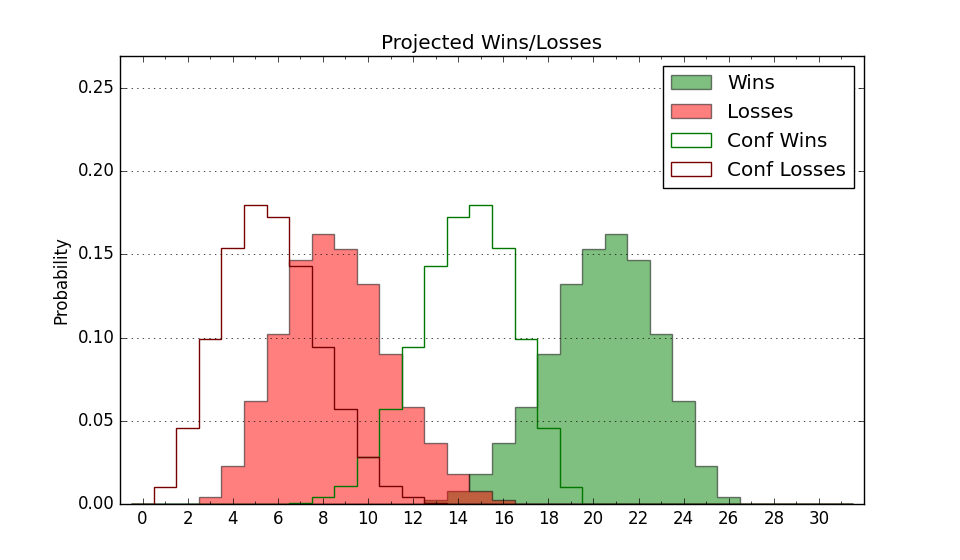 Projected Wins/Losses
Wins
Losses
Conf Wins
Conf Losses
Probability
0.25
0.20
0.15
0.10
0.05
0.00
0 2 4 6 8 10 12 14 16 18 20 22 24 26 28 30